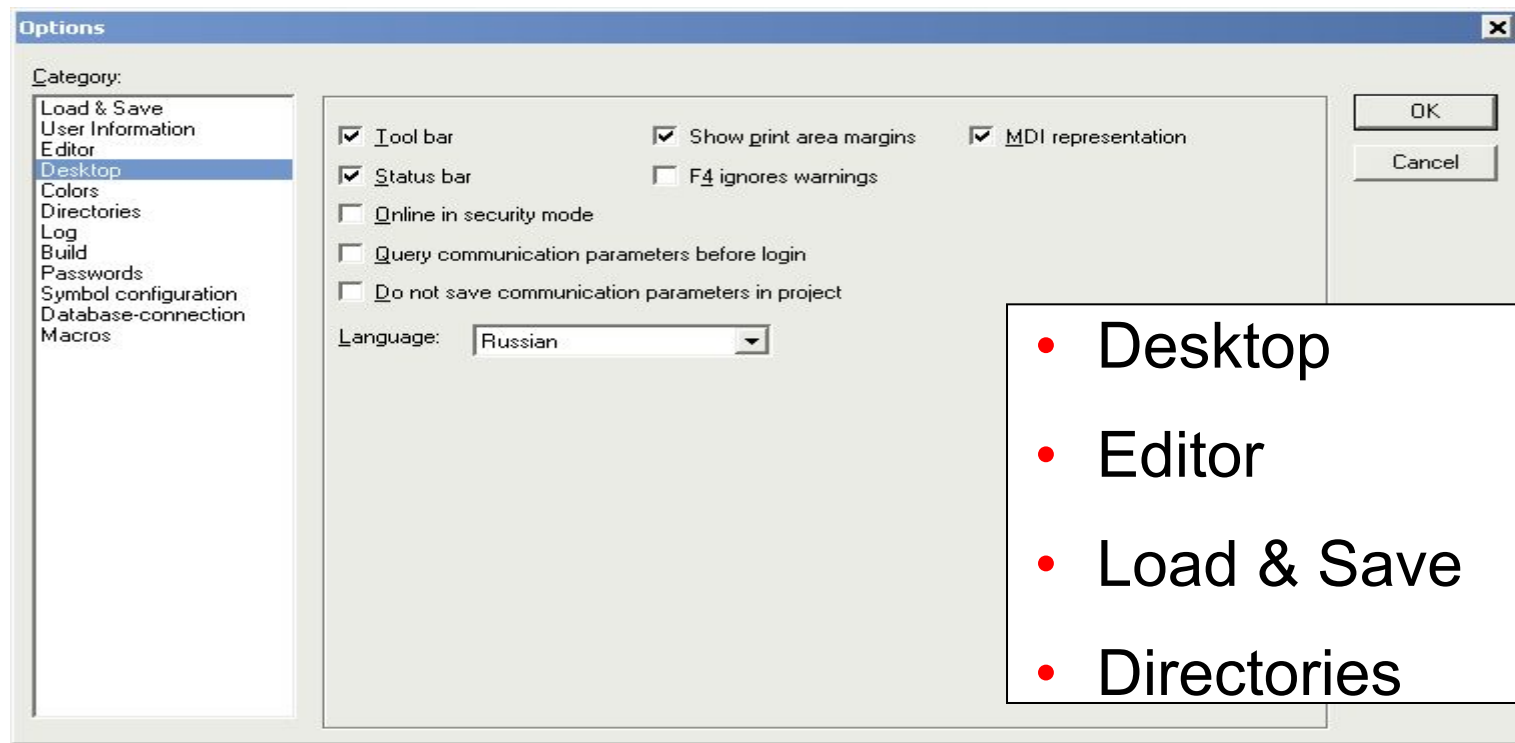 Options
Category:
Load & Save
User Information
Editor
Desktop
Colors
Directories
Log
Build
Passwords
Symbol configuration
Database-connection
Macros
Tool bar
Show print area margins
MDI representation
Status bar
F4 ignores warnings
Online in security mode
Query communication parameters before login
Do not save communication parameters in project
Language: Russian
OK
Cancel
• Desktop
• Editor
• Load & Save
• Directories